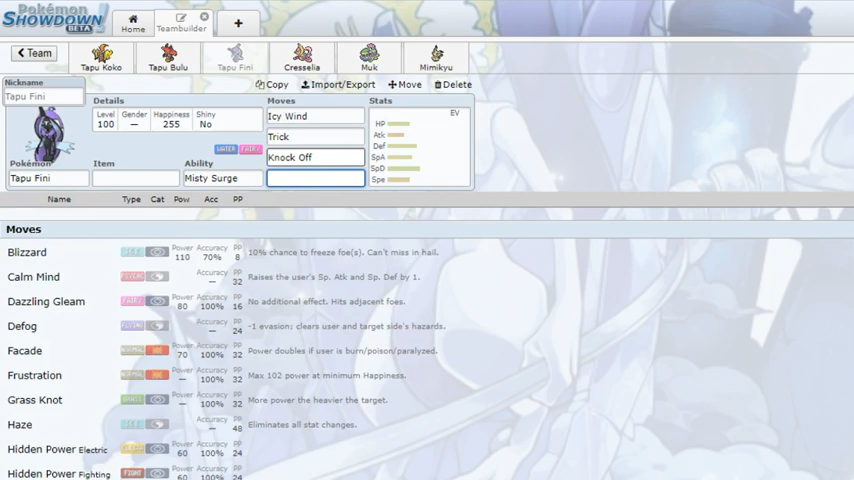 Pokémon
SHOWDOWN!
BETA
Home
Teambuilder
+
Team
Tapu Koko
Tapu Bulu
Tapu Fini
Cresselia
Muk
Mimikyu
Copy
Import/Export
Move
Delete
Nickname
Tapu Fini
Details
Level Gender Happiness Shiny
100 — 255 No
WATER FAIRY
Pokémon
Item
Ability
Tapu Fini
Misty Surge
Moves
Icy Wind
Trick
Knock Off
Stats
EV
HP
Atk
Def
SpA
SpD
Spe
Name Type Cat Pow Acc PP
Moves
Blizzard ICE Power 110 Accuracy 70% PP 8 10% chance to freeze foe(s). Can't miss in hail.
Calm Mind PSYCHC Accuracy — PP 32 Raises the user's Sp. Atk and Sp. Def by 1.
Dazzling Gleam FAIRY Power 80 Accuracy 100% PP 16 No additional effect. Hits adjacent foes.
Defog FLYING Accuracy — PP 24 -1 evasion; clears user and target side's hazards.
Facade NORMAL Power 70 Accuracy 100% PP 32 Power doubles if user is burn/poison/paralyzed.
Frustration NORMAL Power — Accuracy 100% PP 32 Max 102 power at minimum Happiness.
Grass Knot GRASS Power — Accuracy 100% PP 32 More power the heavier the target.
Haze ICE Accuracy — PP 48 Eliminates all stat changes.
Hidden Power Electric Power 60 Accuracy 100% PP 24
Hidden Power Fighting FIGHT Power 60 Accuracy 100% PP 24